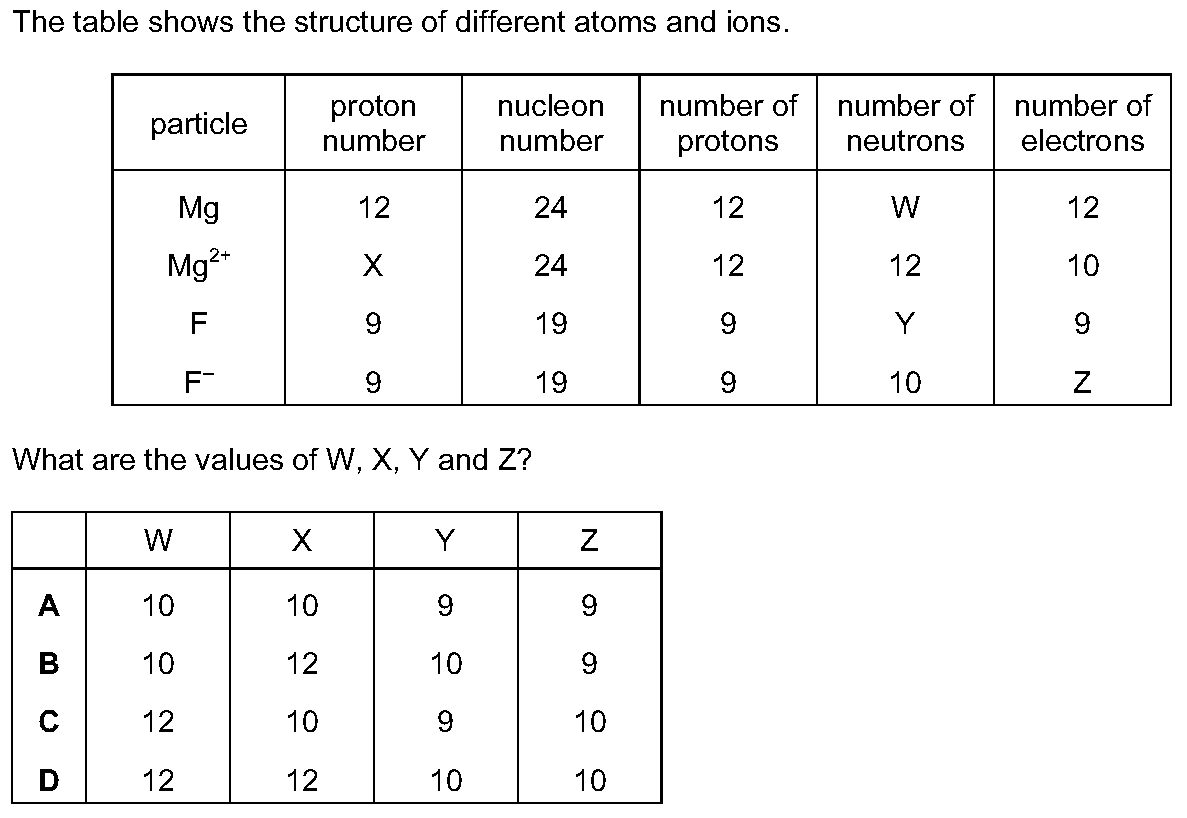 The table shows the structure of different atoms and ions.
particle proton number nucleon number number of protons number of neutrons number of electrons
Mg 12 24 12 W 12
Mg²⁺ X 24 12 12 10
F 9 19 9 Y 9
F⁻ 9 19 9 10 Z
What are the values of W, X, Y and Z?
W X Y Z
A 10 10 9 9
B 10 12 10 9
C 12 10 9 10
D 12 12 10 10